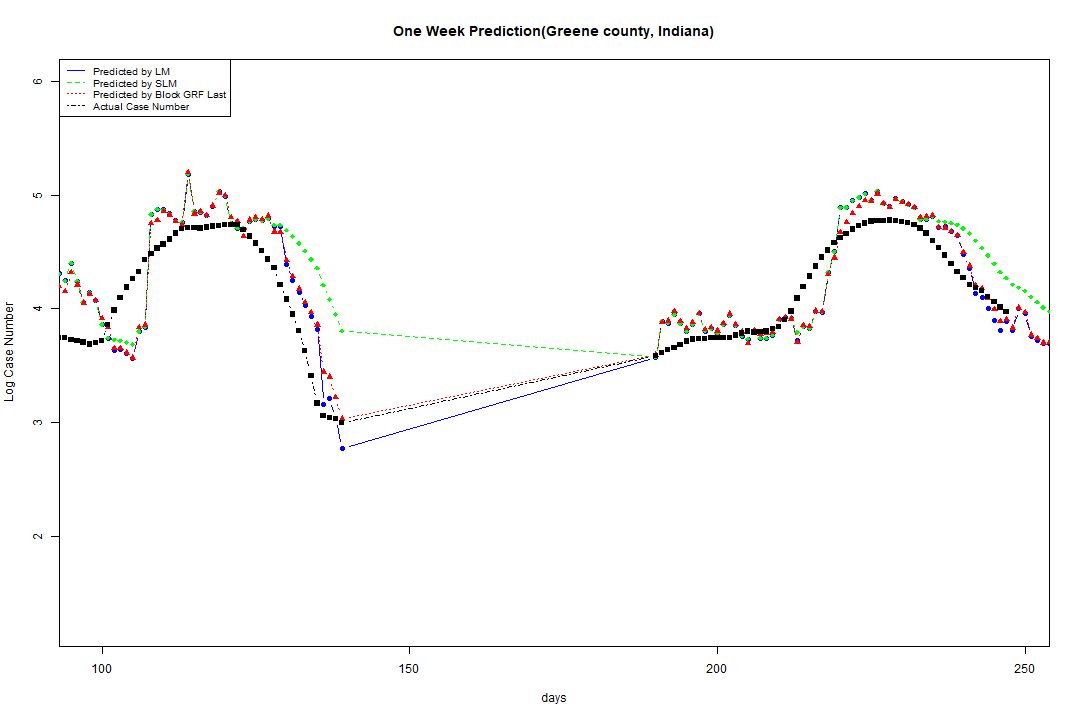 One Week Prediction(Greene county, Indiana)
Predicted by LM
Predicted by SLM
Predicted by Block GRF Last
Actual Case Number
6
5
4
3
2
Log Case Number
100
150
200
250
days